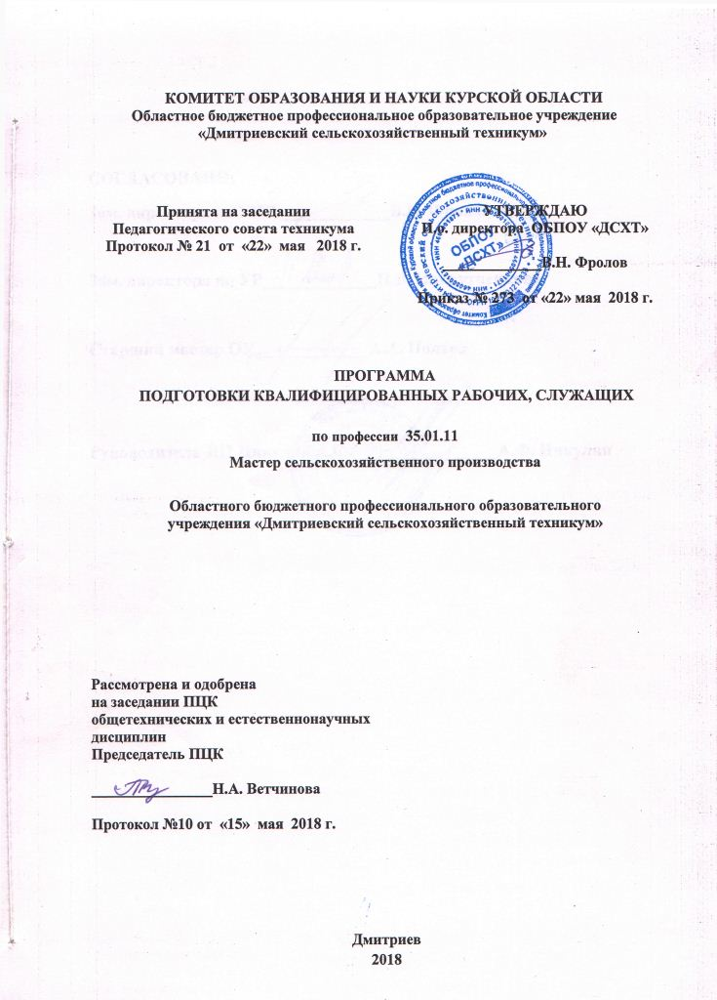 КОМИТЕТ ОБРАЗОВАНИЯ И НАУКИ КУРСКОЙ ОБЛАСТИ
Областное бюджетное профессиональное образовательное учреждение
«Дмитриевский сельскохозяйственный техникум»
Принята на заседании
Педагогического совета техникума
Протокол № 21 от «22» мая 2018 г.
УТВЕРЖДАЮ
И.о. директора ОБПОУ «ДСХТ»
В.Н. Фролов
Приказ № 273 от «22» мая 2018 г.
ОБПОУ
«ДСХТ»
ПРОГРАММА
ПОДГОТОВКИ КВАЛИФИЦИРОВАННЫХ РАБОЧИХ, СЛУЖАЩИХ
по профессии 35.01.11
Мастер сельскохозяйственного производства
Областного бюджетного профессионального образовательного
учреждения «Дмитриевский сельскохозяйственный техникум»
Рассмотрена и одобрена
на заседании ПЦК
общетехнических и естественнонаучных
дисциплин
Председатель ПЦК
Н.А. Ветчинова
Протокол №10 от «15» мая 2018 г.
Дмитриев
2018